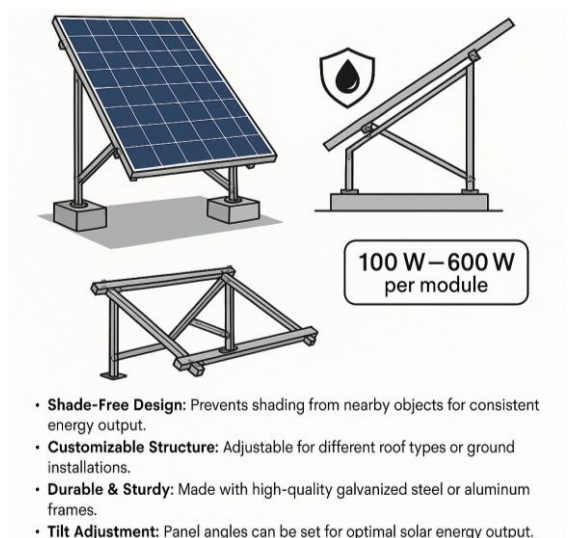 100 W–600 W
per module
• Shade-Free Design: Prevents shading from nearby objects for consistent
energy output.
• Customizable Structure: Adjustable for different roof types or ground
installations.
• Durable & Sturdy: Made with high-quality galvanized steel or aluminum
frames.
• Tilt Adjustment: Panel angles can be set for optimal solar energy output.